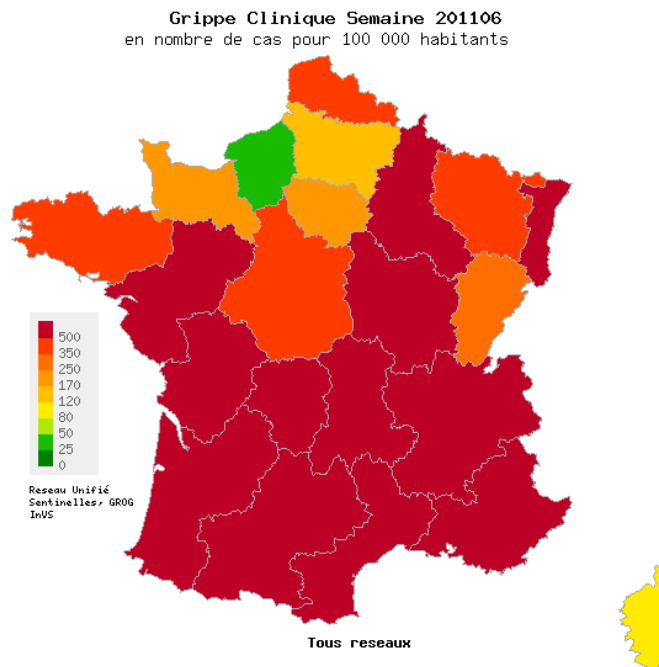 Grippe Clinique Semaine 201106
en nombre de cas pour 100 000 habitants
500
350
250
170
120
80
50
25
0
Reseau Unifié
Sentinelles, GROG
InVS
Tous reseaux